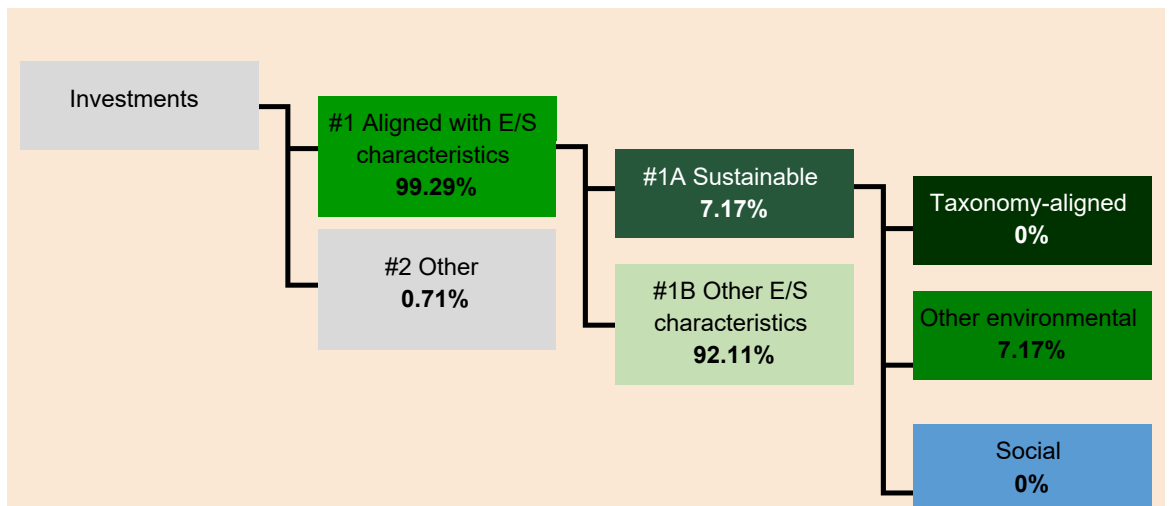 Investments
#1 Aligned with E/S
characteristics
99.29%
#2 Other
0.71%
#1A Sustainable
7.17%
#1B Other E/S
characteristics
92.11%
Taxonomy-aligned
0%
Other environmental
7.17%
Social
0%